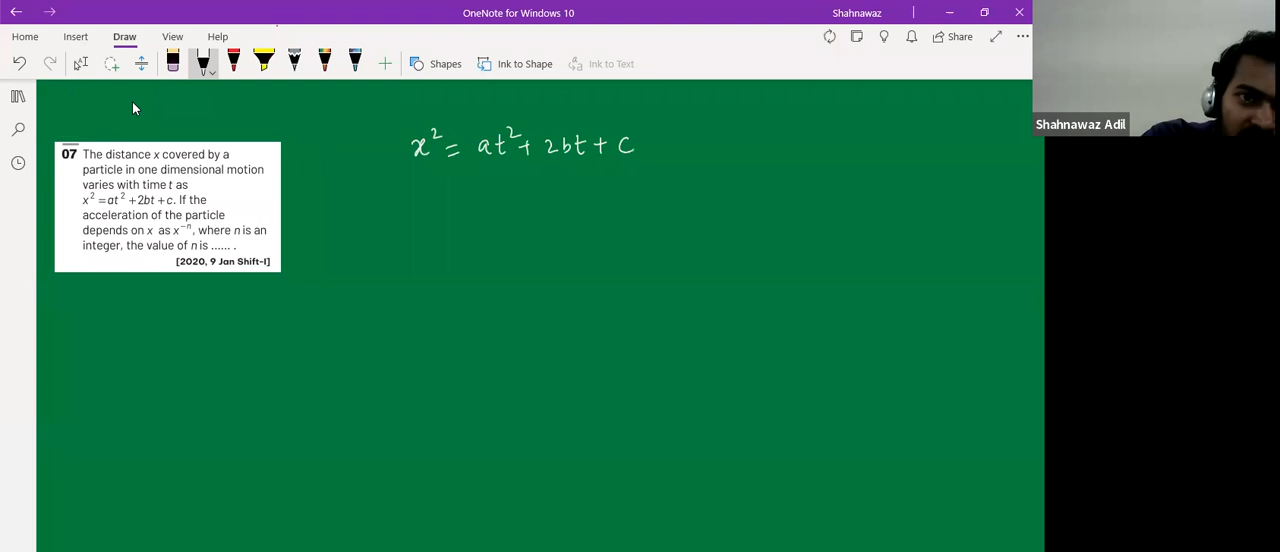 OneNote for Windows 10
Shahnawaz
Home
Insert
Draw
View
Help
Share
Shapes
Ink to Shape
Ink to Text
Shahnawaz Adil
x² = at² + 2bt + c
07 The distance x covered by a
particle in one dimensional motion
varies with time t as
x² = at² +2bt + c. If the
acceleration of the particle
depends on x as x⁻ⁿ, where n is an
integer, the value of n is ...... .
[2020, 9 Jan Shift-I]